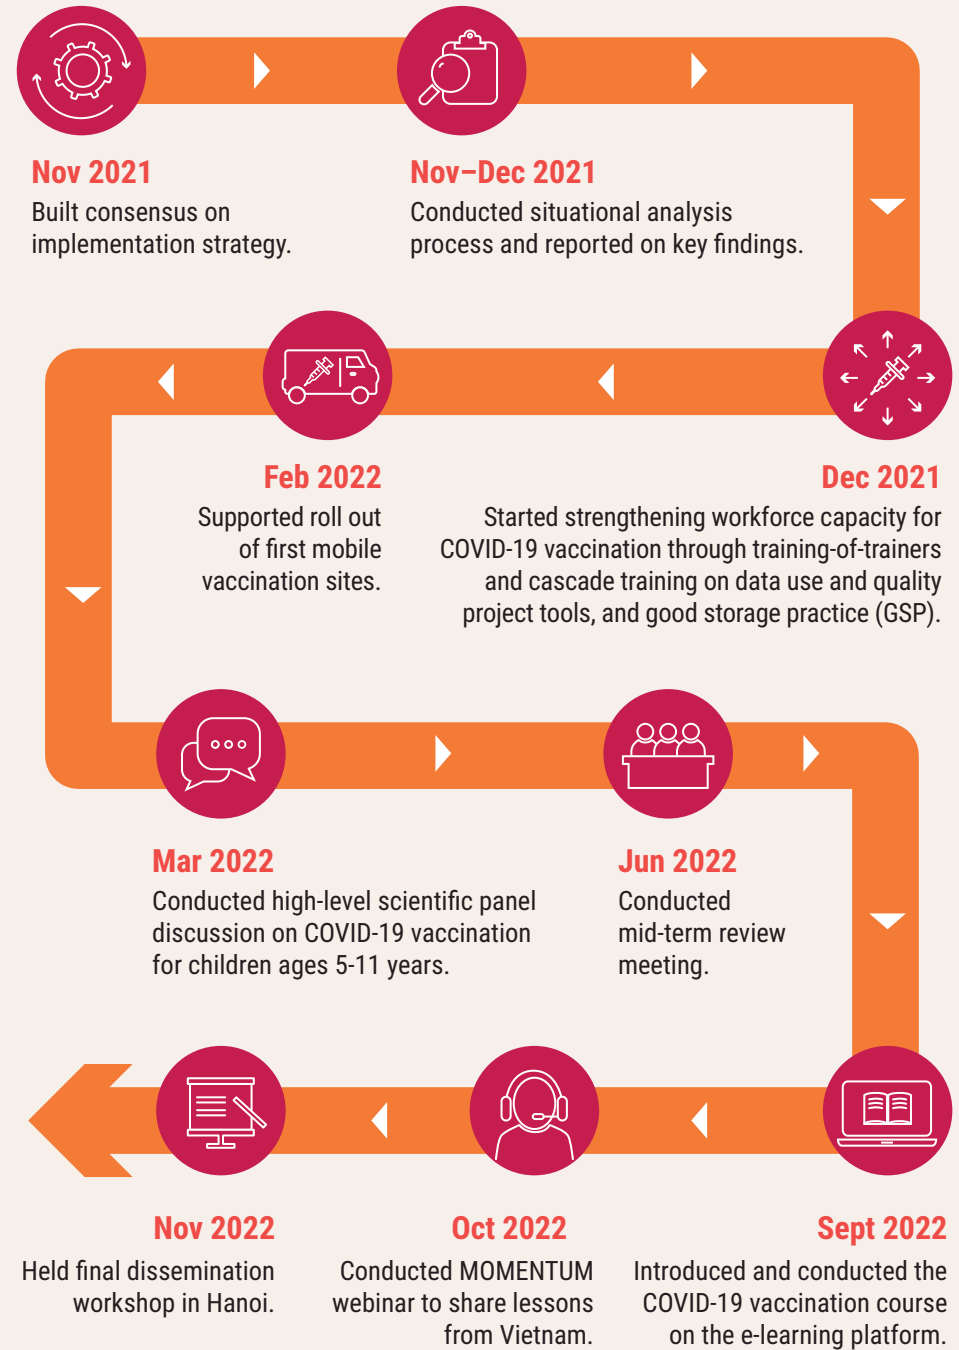 Nov 2021
Built consensus on
implementation strategy.
Nov–Dec 2021
Conducted situational analysis
process and reported on key findings.
Dec 2021
Started strengthening workforce capacity for
COVID-19 vaccination through training-of-trainers
and cascade training on data use and quality
project tools, and good storage practice (GSP).
Feb 2022
Supported roll out
of first mobile
vaccination sites.
Mar 2022
Conducted high-level scientific panel
discussion on COVID-19 vaccination
for children ages 5-11 years.
Jun 2022
Conducted
mid-term review
meeting.
Sept 2022
Introduced and conducted the
COVID-19 vaccination course
on the e-learning platform.
Oct 2022
Conducted MOMENTUM
webinar to share lessons
from Vietnam.
Nov 2022
Held final dissemination
workshop in Hanoi.